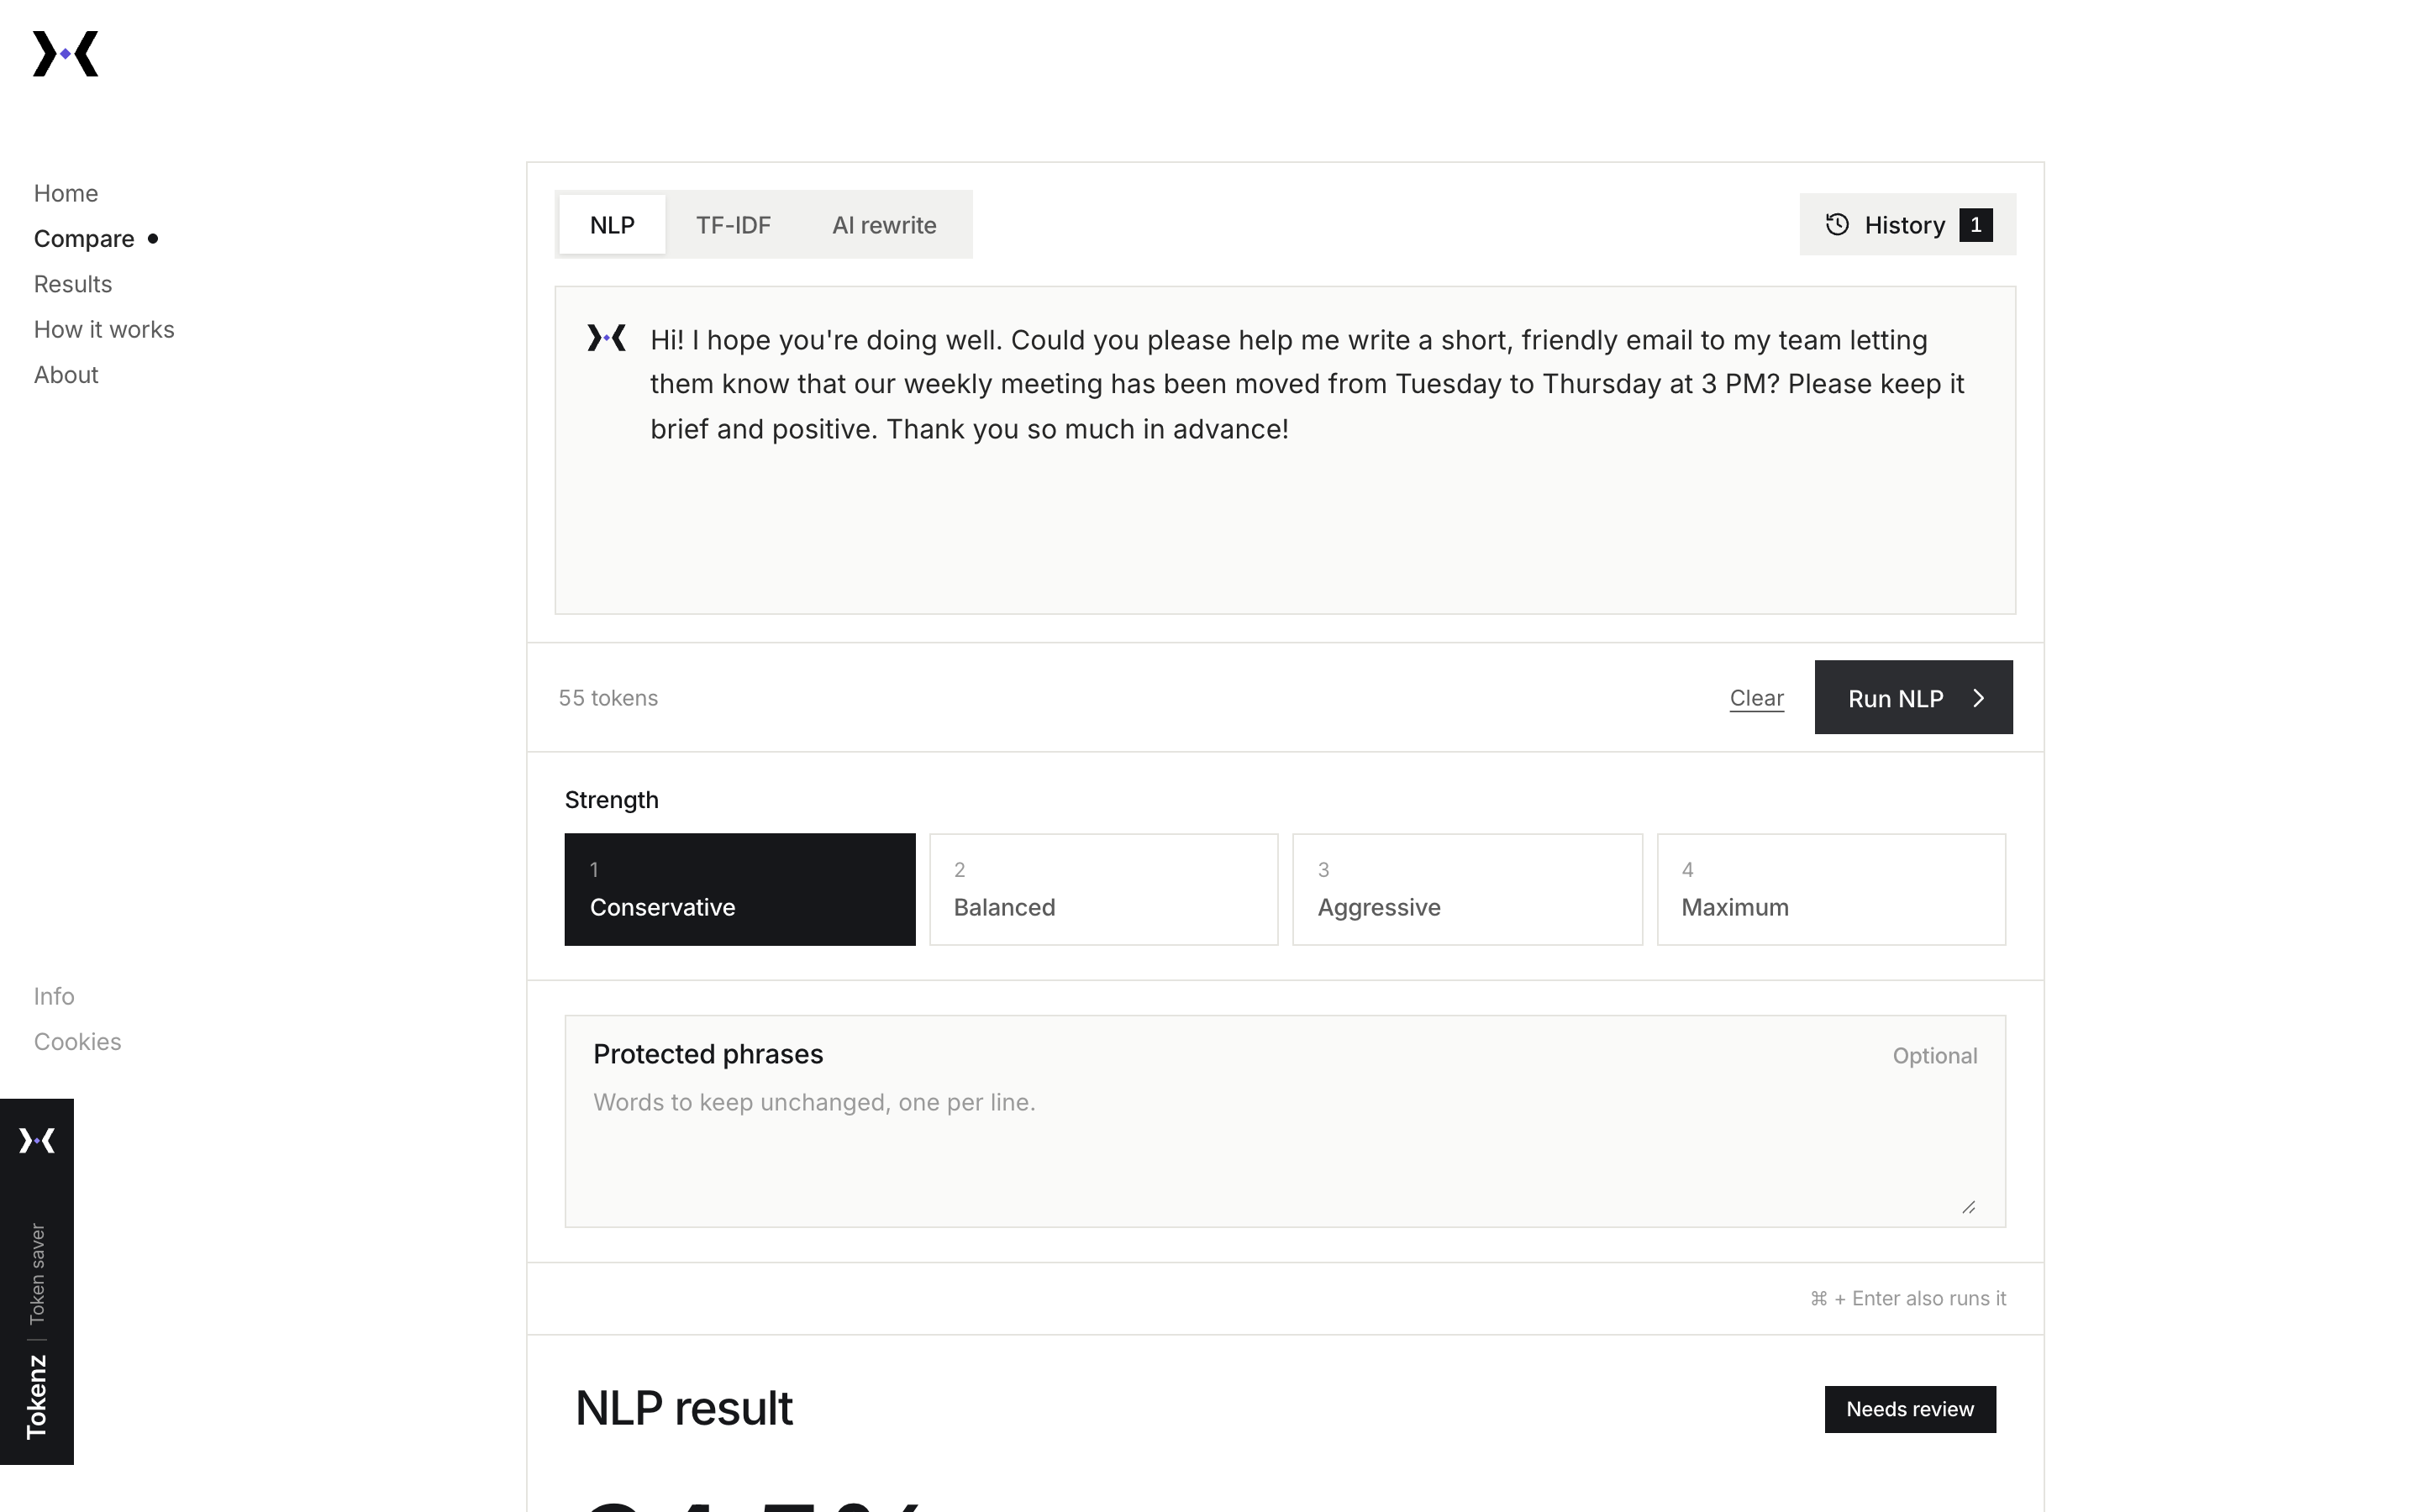 Home
Compare
Results
How it works
About
NLP
TF-IDF
AI rewrite
History 1
Hi! I hope you're doing well. Could you please help me write a short, friendly email to my team letting
them know that our weekly meeting has been moved from Tuesday to Thursday at 3 PM? Please keep it
brief and positive. Thank you so much in advance!
55 tokens
Clear
Run NLP
Strength
1
Conservative
2
Balanced
3
Aggressive
4
Maximum
Protected phrases
Optional
Words to keep unchanged, one per line.
⌘ + Enter also runs it
NLP result
Needs review
Info
Cookies
Tokenz | Token saver